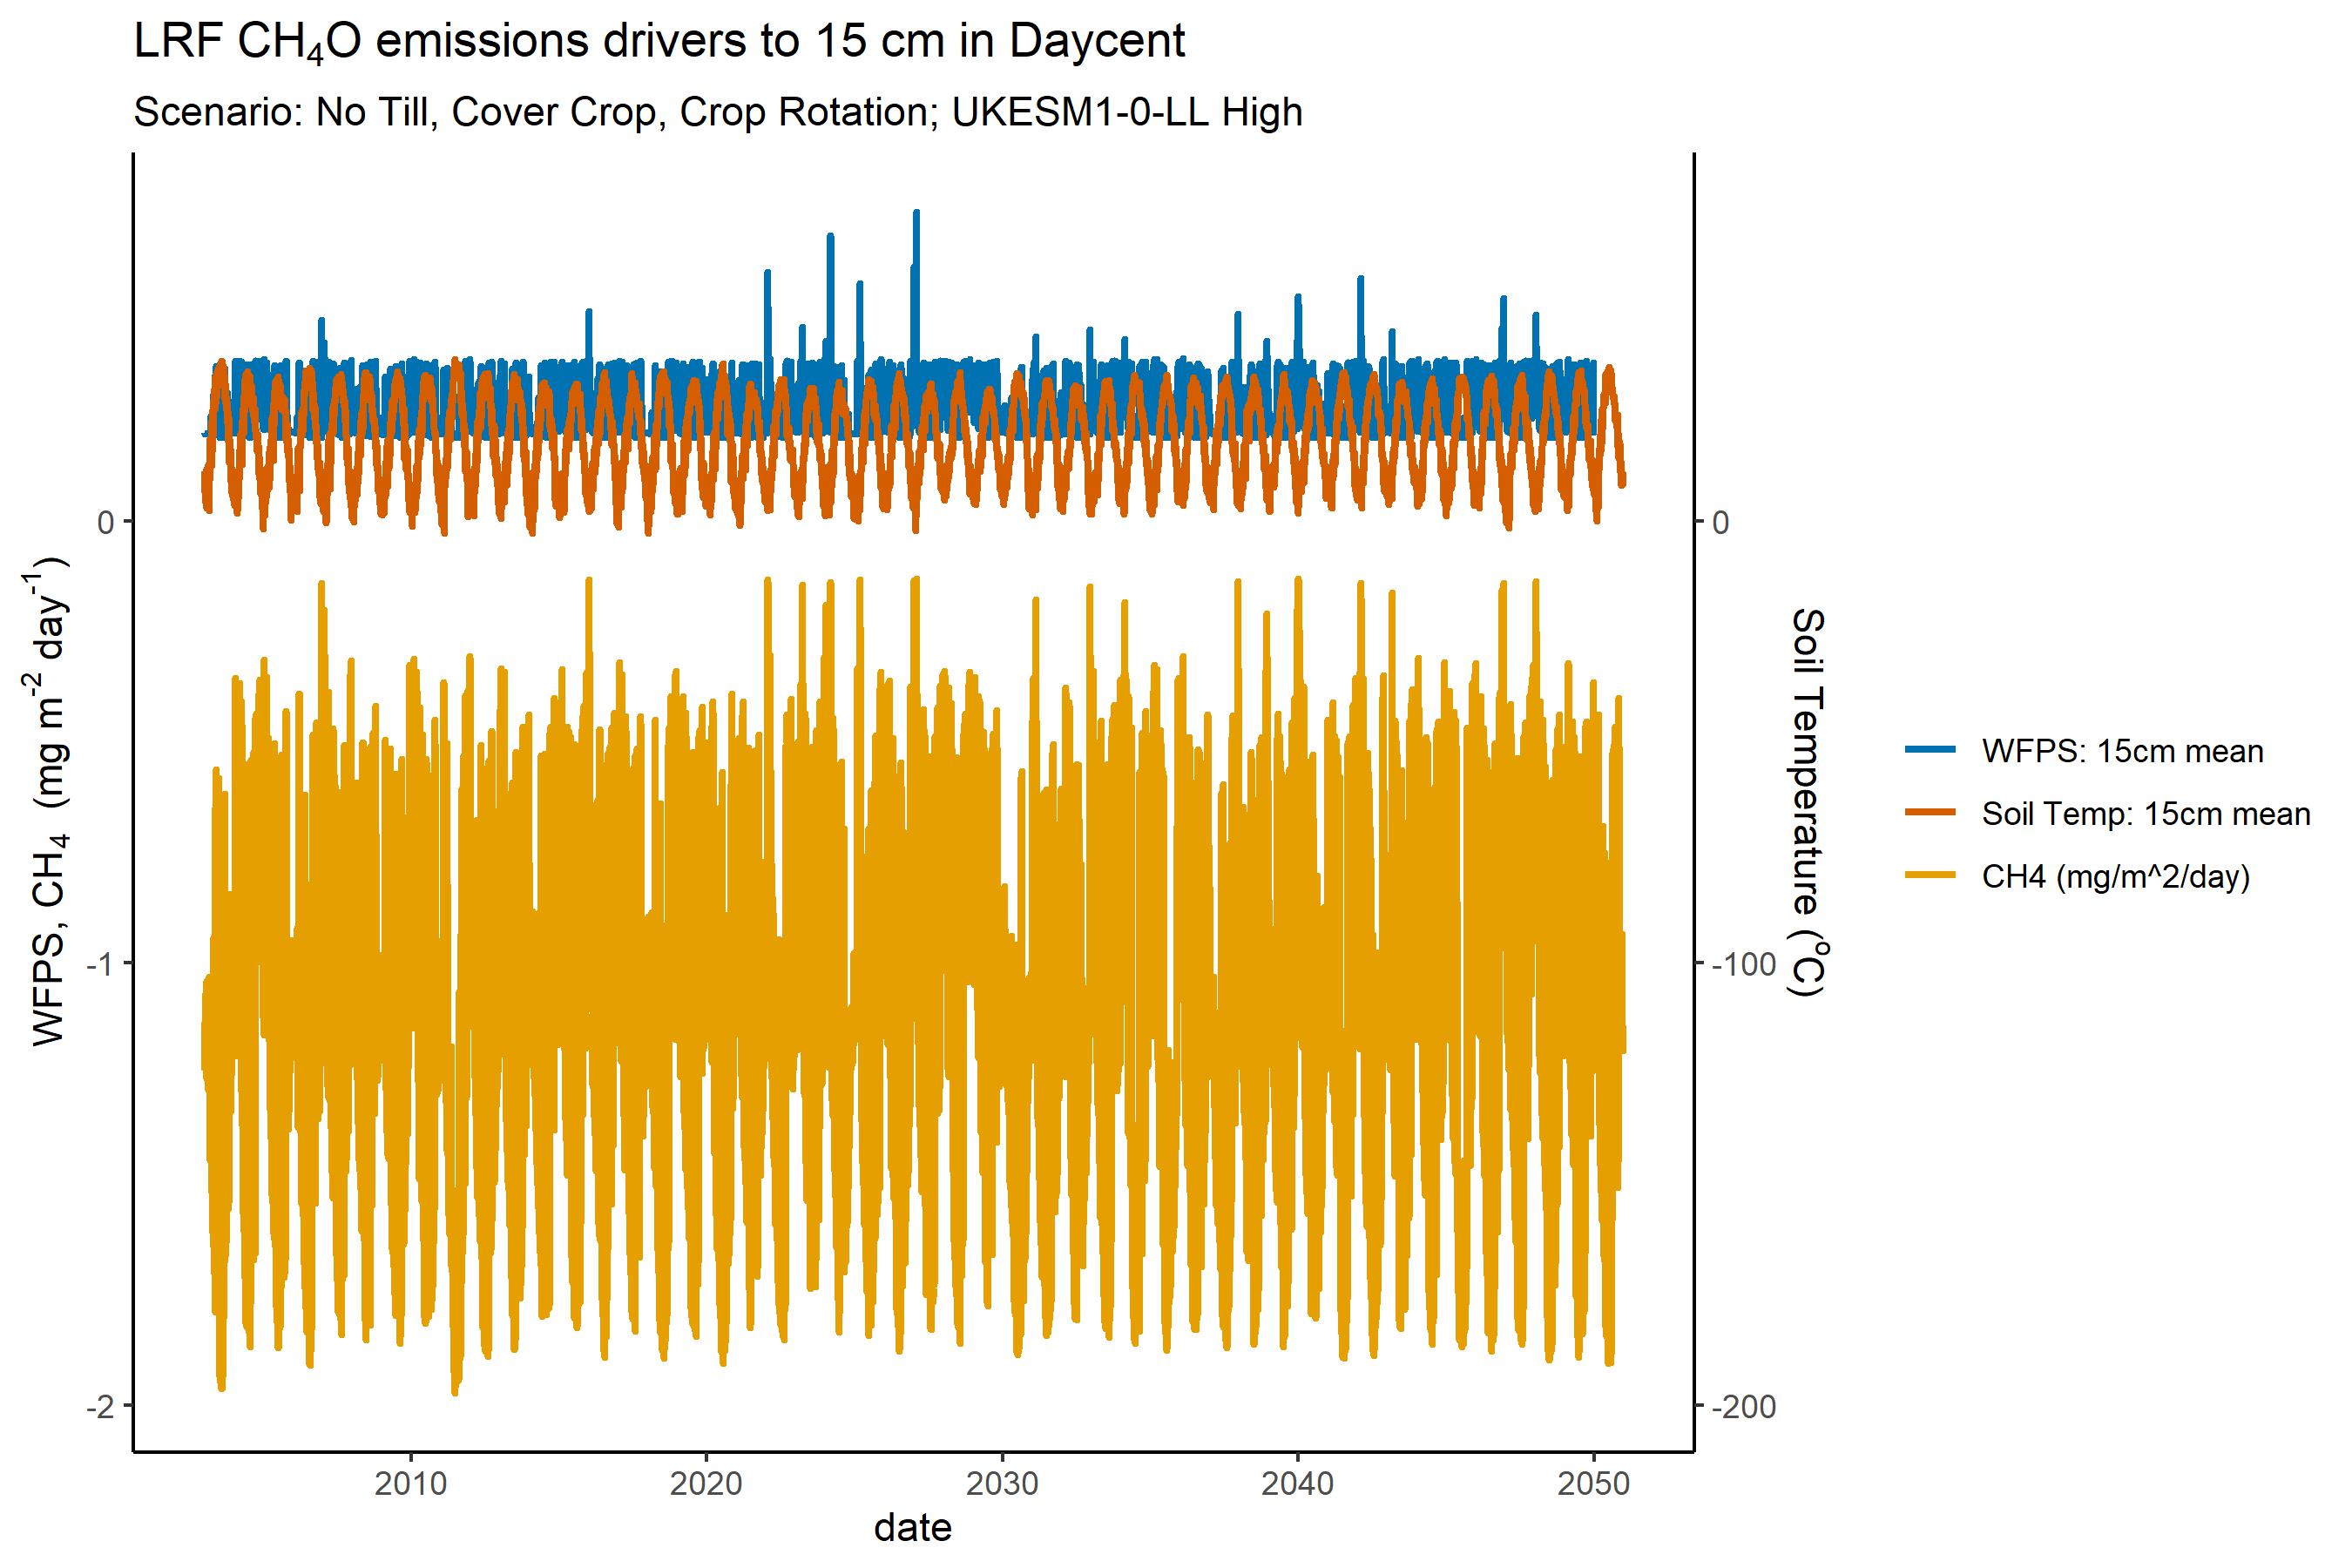 LRF CH₄O emissions drivers to 15 cm in Daycent
Scenario: No Till, Cover Crop, Crop Rotation; UKESM1-0-LL High
WFPS, CH₄ (mg m⁻² day⁻¹)
0
-1
-2
2010
2020
2030
2040
2050
date
0
-100
-200
Soil Temperature (ºC)
WFPS: 15cm mean
Soil Temp: 15cm mean
CH4 (mg/m^2/day)